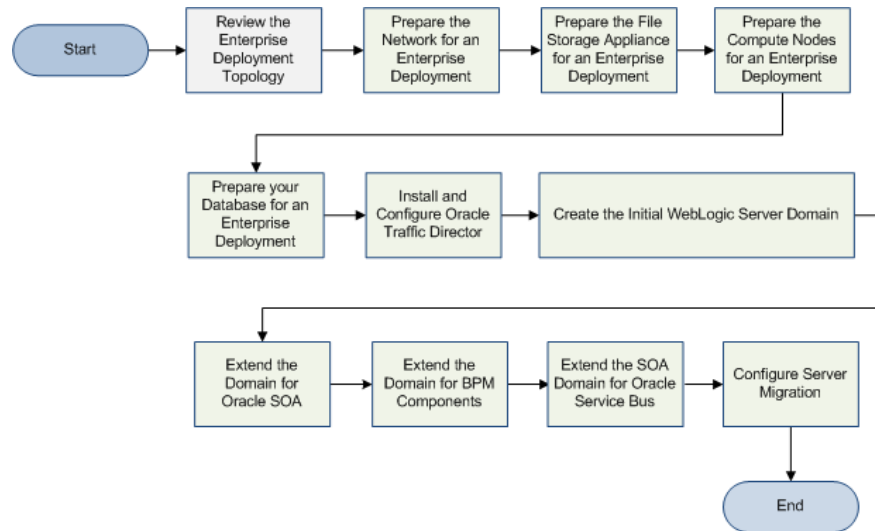 Start
Review the
Enterprise
Deployment
Topology
Prepare the
Network for an
Enterprise
Deployment
Prepare the File
Storage Appliance
for an Enterprise
Deployment
Prepare the
Compute Nodes
for an Enterprise
Deployment
Prepare your
Database for an
Enterprise
Deployment
Install and
Configure Oracle
Traffic Director
Create the Initial WebLogic Server Domain
Extend the
Domain for
Oracle SOA
Extend the
Domain for BPM
Components
Extend the SOA
Domain for Oracle
Service Bus
Configure Server
Migration
End